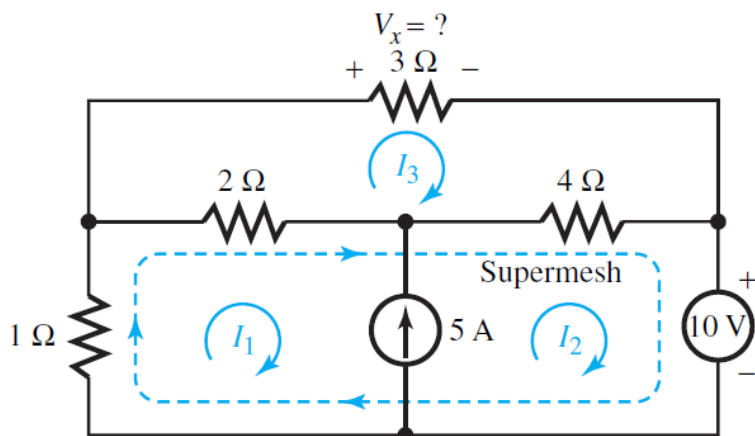 V_x = ?
+ 3 Ω −
I_3
2 Ω
4 Ω
Supermesh
+
1 Ω
I_1
5 A
I_2
10 V
−